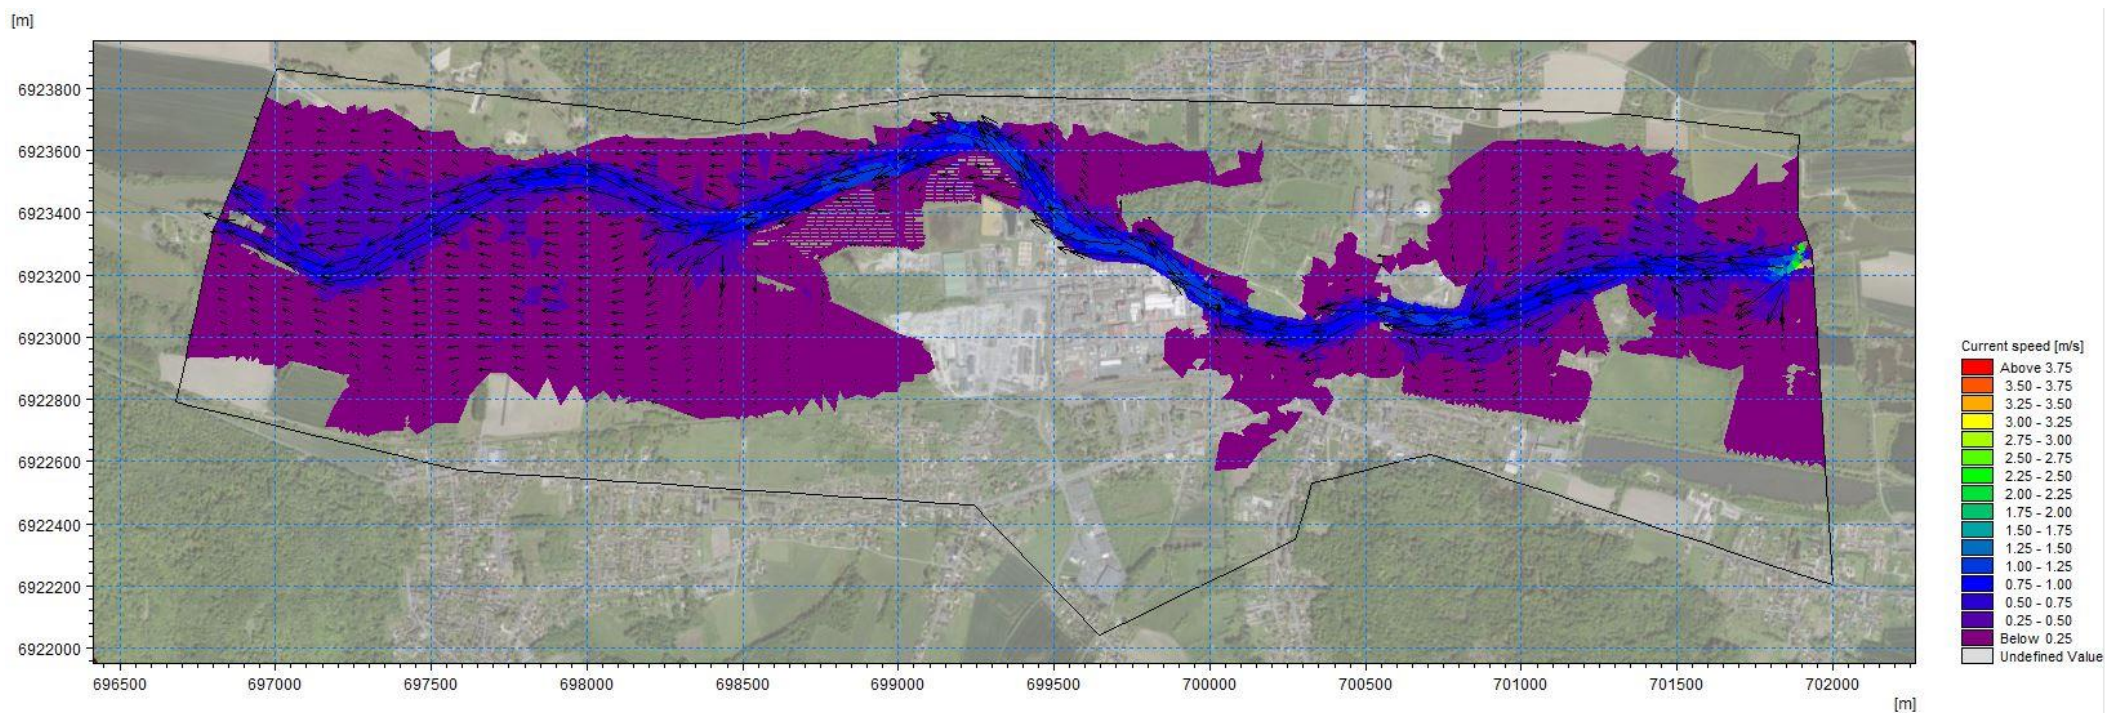 [m]
6923800
6923600
6923400
6923200
6923000
6922800
6922600
6922400
6922200
6922000
696500 697000 697500 698000 698500 699000 699500 700000 700500 701000 701500 702000
[m]
Current speed [m/s]
Above 3.75
3.50 - 3.75
3.25 - 3.50
3.00 - 3.25
2.75 - 3.00
2.50 - 2.75
2.25 - 2.50
2.00 - 2.25
1.75 - 2.00
1.50 - 1.75
1.25 - 1.50
1.00 - 1.25
0.75 - 1.00
0.50 - 0.75
0.25 - 0.50
Below 0.25
Undefined Value